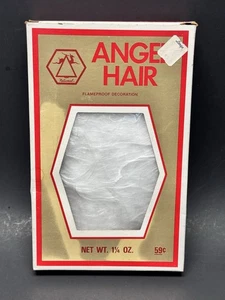 ANGEL
HAIR
FLAMEPROOF DECORATION
NET WT. 1¼ OZ.
59¢